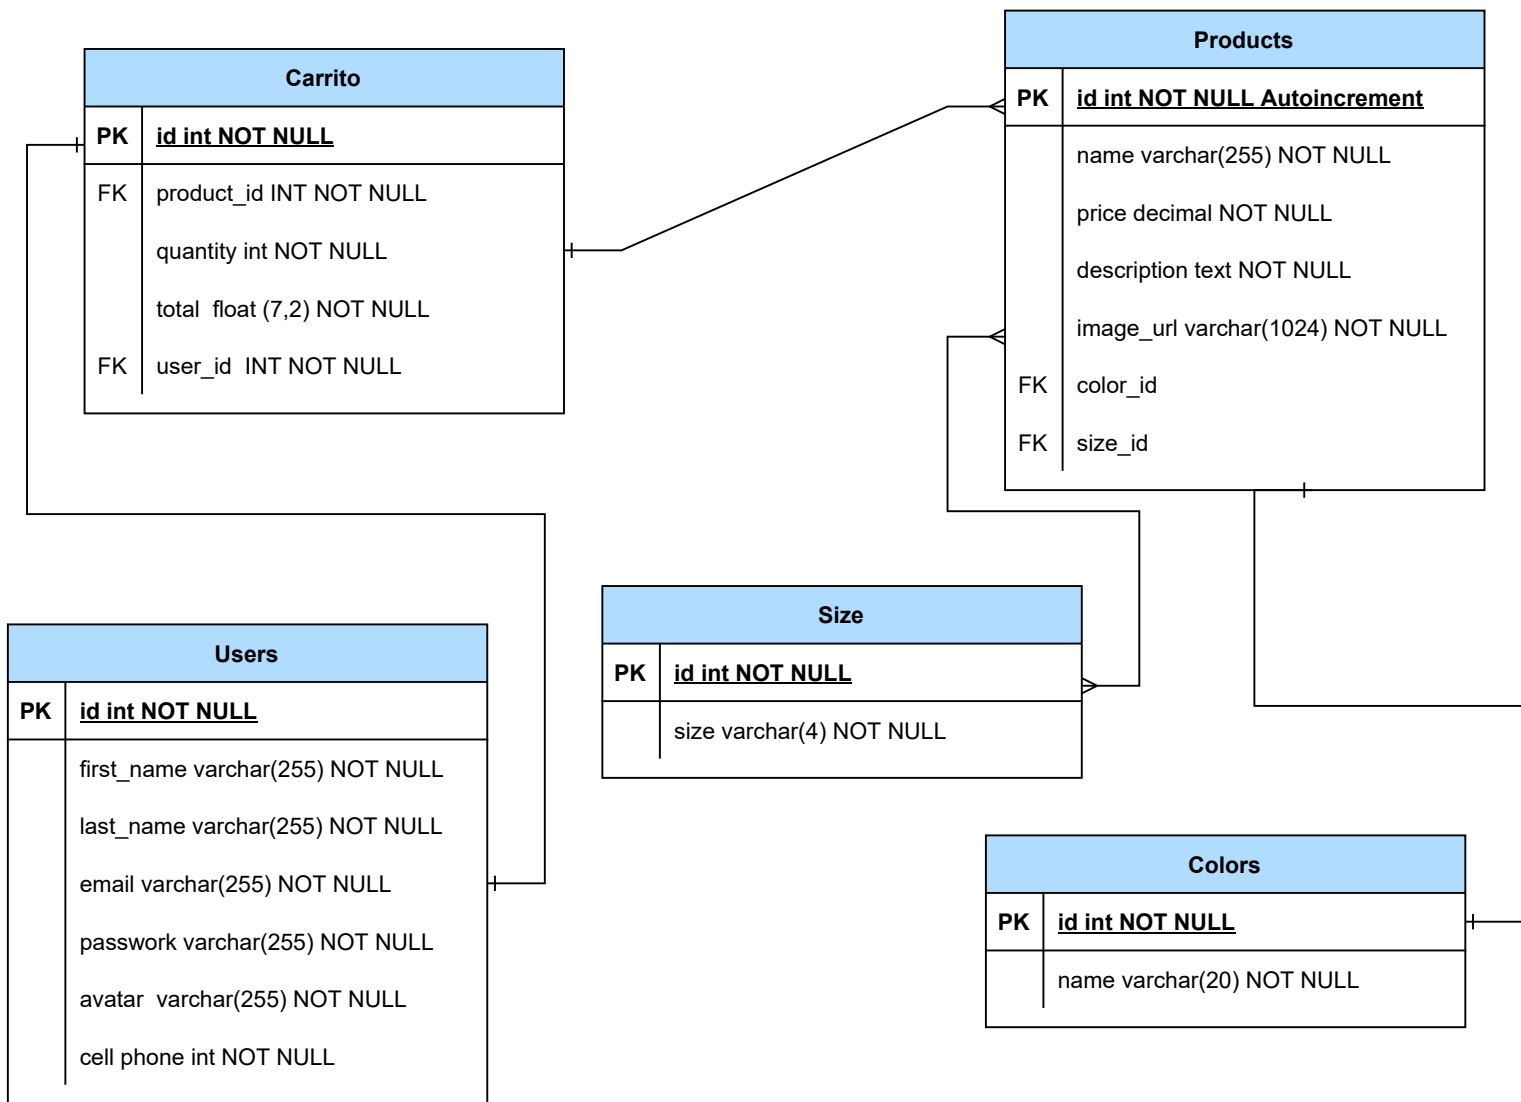 Carrito
PK id int NOT NULL
FK product_id INT NOT NULL
quantity int NOT NULL
total float (7,2) NOT NULL
FK user_id INT NOT NULL
Products
PK id int NOT NULL Autoincrement
name varchar(255) NOT NULL
price decimal NOT NULL
description text NOT NULL
image_url varchar(1024) NOT NULL
FK color_id
FK size_id
Users
PK id int NOT NULL
first_name varchar(255) NOT NULL
last_name varchar(255) NOT NULL
email varchar(255) NOT NULL
passwork varchar(255) NOT NULL
avatar varchar(255) NOT NULL
cell phone int NOT NULL
Size
PK id int NOT NULL
size varchar(4) NOT NULL
Colors
PK id int NOT NULL
name varchar(20) NOT NULL